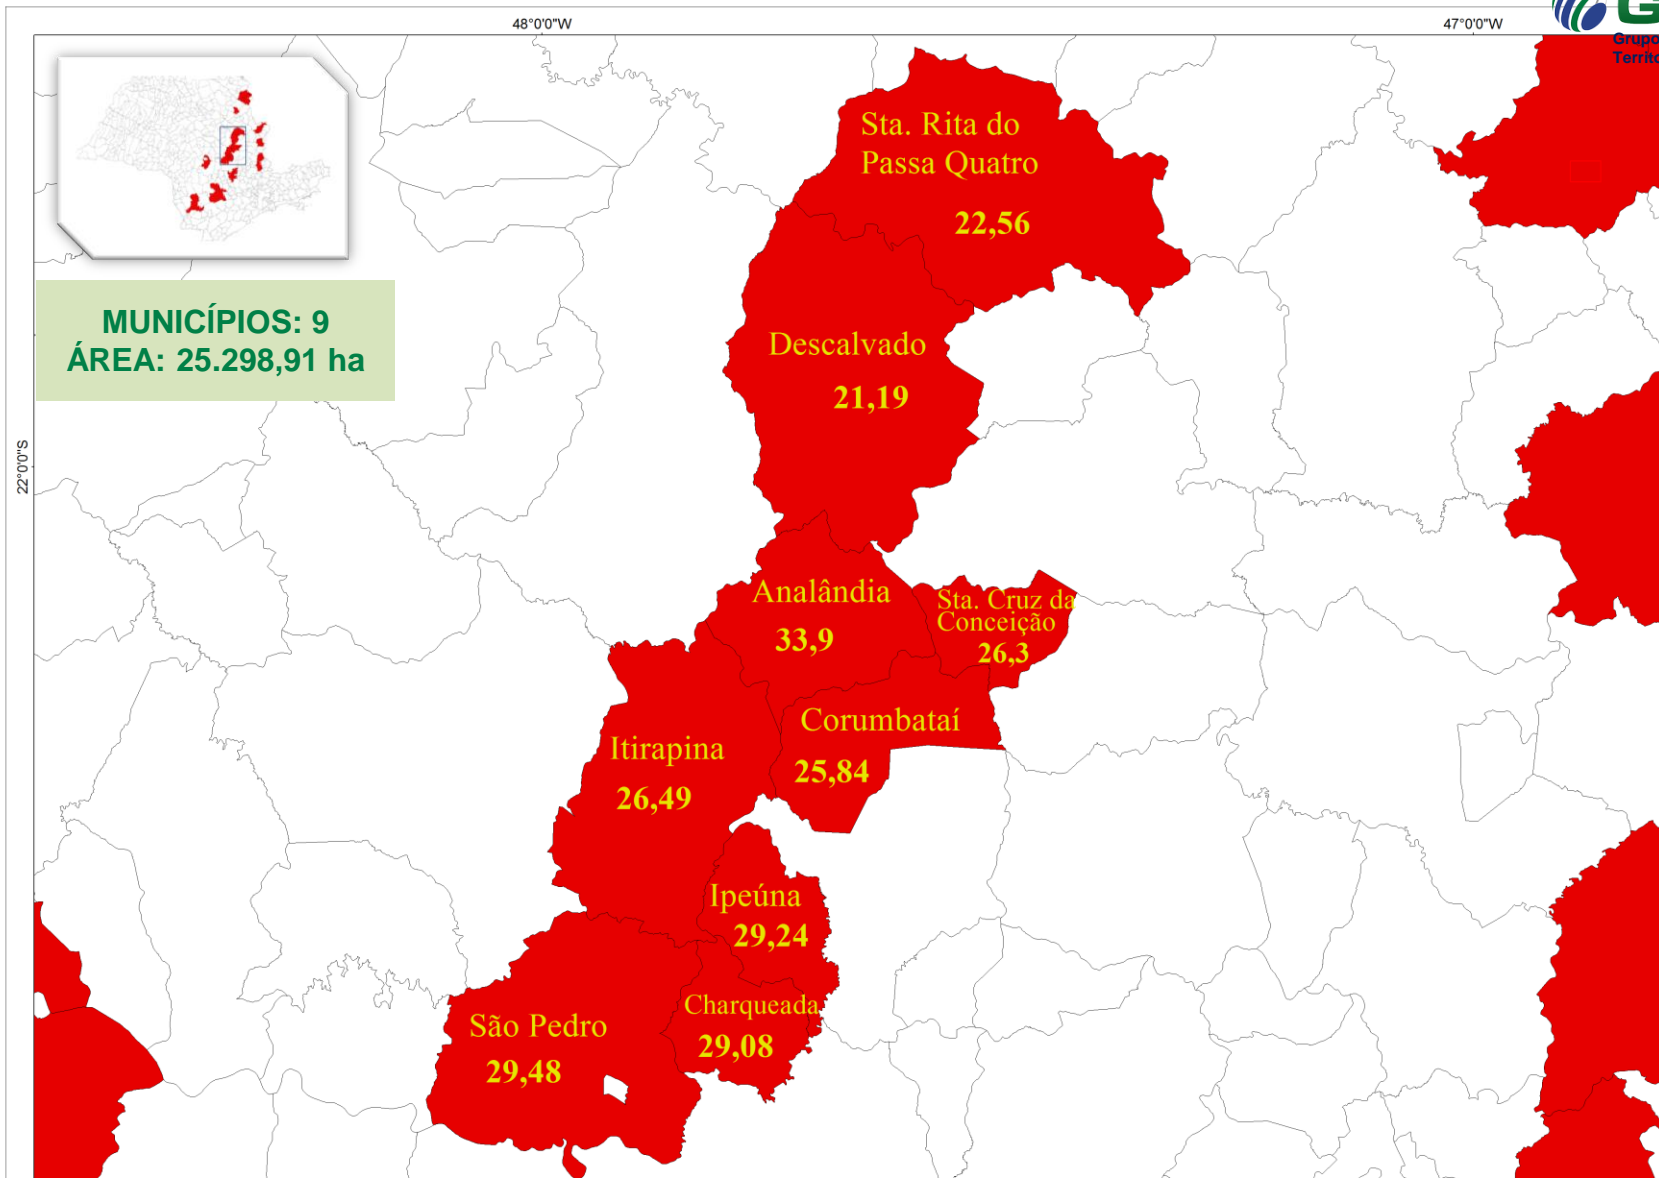 48°0'0"W
47°0'0"W
G
Grupo
Territo
Sta. Rita do
Passa Quatro
22,56
MUNICÍPIOS: 9
ÁREA: 25.298,91 ha
Descalvado
21,19
22°0'0"S
Analândia
33,9
Sta. Cruz da
Conceição
26,3
Corumbataí
25,84
Itirapina
26,49
Ipeúna
29,24
Charqueada
29,08
São Pedro
29,48